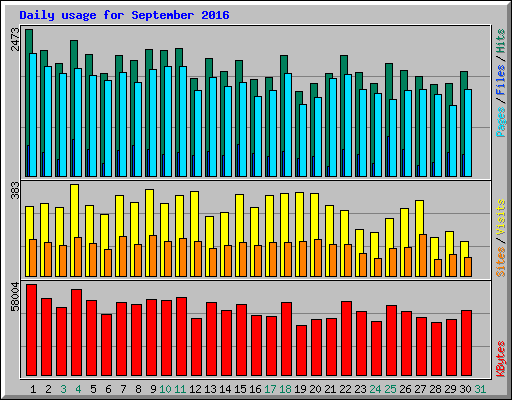 Daily usage for September 2016
2473
Pages / Files / Hits
383
Sites / Visits
58004
KBytes
1 2 3 4 5 6 7 8 9 10 11 12 13 14 15 16 17 18 19 20 21 22 23 24 25 26 27 28 29 30 31